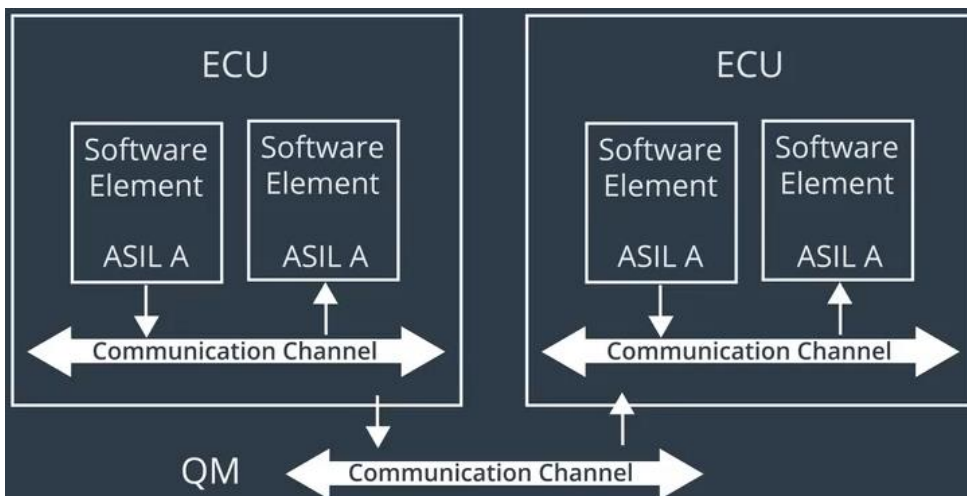 ECU
Software
Element
ASIL A
Software
Element
ASIL A
Communication Channel
ECU
Software
Element
ASIL A
Software
Element
ASIL A
Communication Channel
QM
Communication Channel